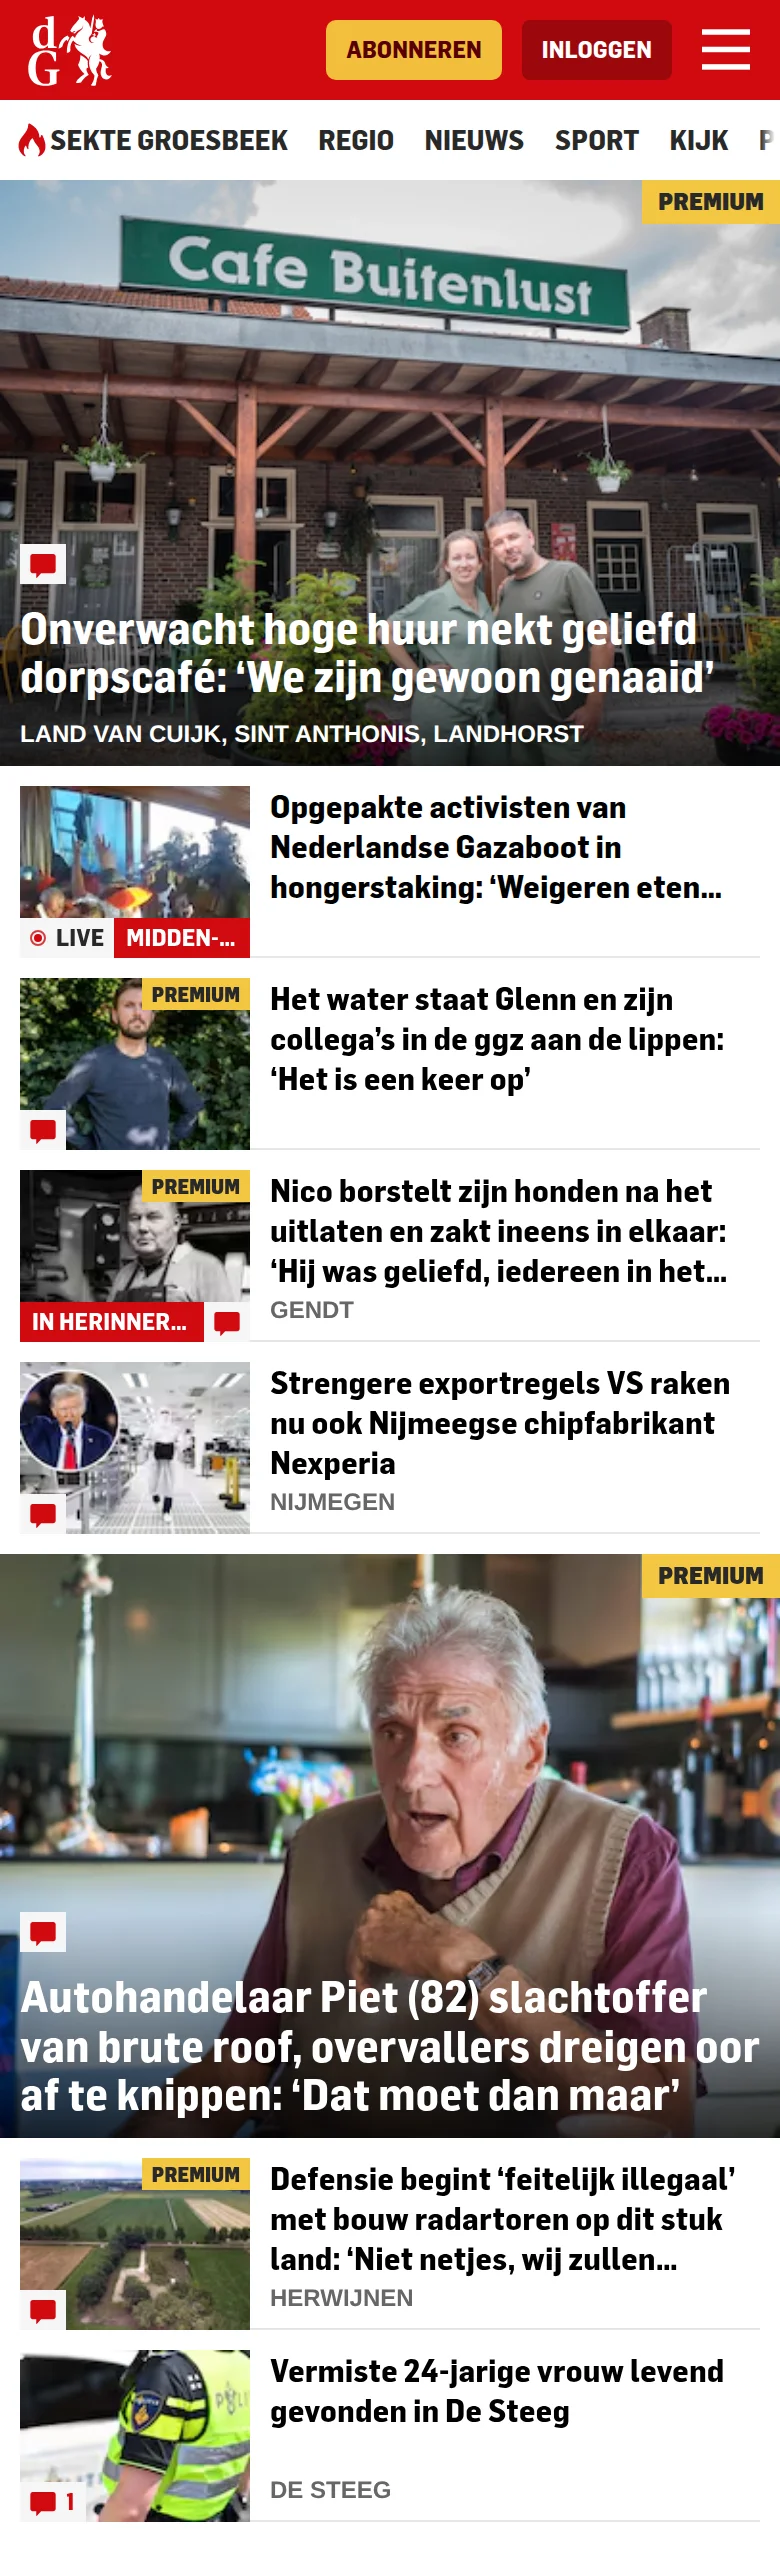 dG
ABONNEREN INLOGGEN
SEKTE GROESBEEK REGIO NIEUWS SPORT KIJK P
PREMIUM
Cafe Buitenlust
Onverwacht hoge huur nekt geliefd
dorpscafé: ‘We zijn gewoon genaaid’
LAND VAN CUIJK, SINT ANTHONIS, LANDHORST
Opgepakte activisten van
Nederlandse Gazaboot in
hongerstaking: ‘Weigeren eten...
LIVE MIDDEN-...
PREMIUM
Het water staat Glenn en zijn
collega’s in de ggz aan de lippen:
‘Het is een keer op’
PREMIUM
Nico borstelt zijn honden na het
uitlaten en zakt ineens in elkaar:
‘Hij was geliefd, iedereen in het...
GENDT
IN HERINNER...
Strengere exportregels VS raken
nu ook Nijmeegse chipfabrikant
Nexperia
NIJMEGEN
PREMIUM
Autohandelaar Piet (82) slachtoffer
van brute roof, overvallers dreigen oor
af te knippen: ‘Dat moet dan maar’
PREMIUM
Defensie begint ‘feitelijk illegaal’
met bouw radartoren op dit stuk
land: ‘Niet netjes, wij zullen...
HERWIJNEN
Vermiste 24-jarige vrouw levend
gevonden in De Steeg
DE STEEG
1